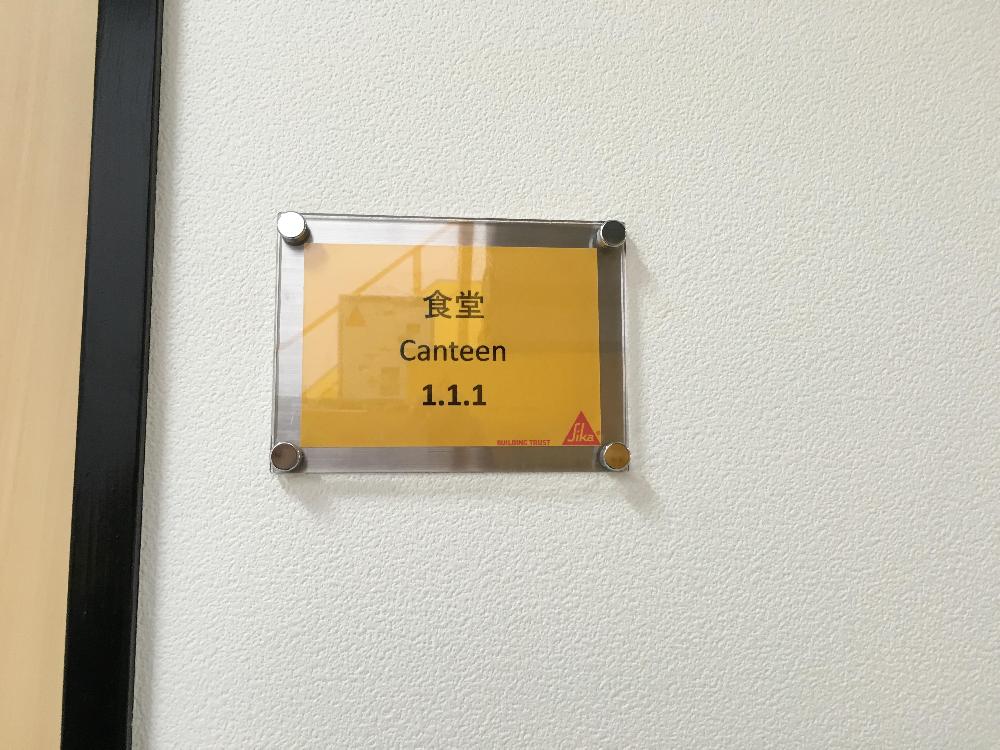 食堂
Canteen
1.1.1
BUILDING TRUST
Sika®